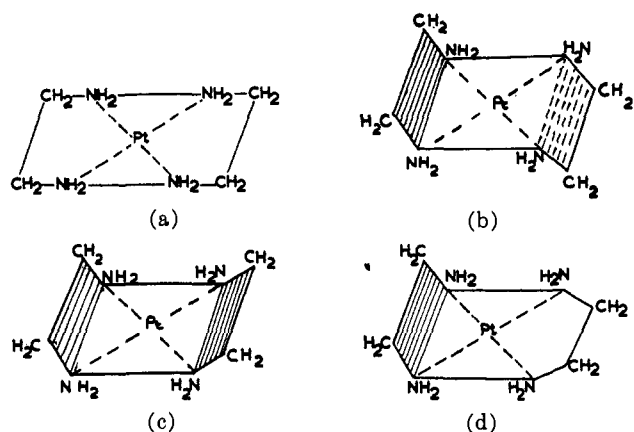 CH₂
NH₂ H₂N
CH₂-NH₂ NH₂-CH₂ Pt CH₂
Pt H₂C
CH₂-NH₂ NH₂-CH₂ NH₂ H₂N CH₂
(a) (b)
CH₂ CH₂ H₂C
NH₂ H₂N NH₂ H₂N
CH₂
Pt Pt
H₂C CH₂ H₂C CH₂
NH₂ H₂N NH₂ H₂N
(c) (d)